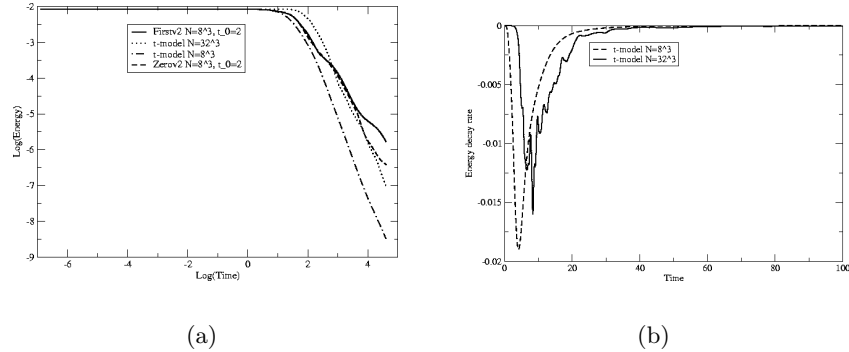 -2
-3
-4
-5
-6
-7
-8
-9
Log(Energy)
-6
-4
-2
0
2
4
Log(Time)
Firstv2 N=8^3, t_0=2
t-model N=32^3
t-model N=8^3
Zerov2 N=8^3, t_0=2
(a)
0
-0.005
-0.01
-0.015
-0.02
Energy decay rate
0
20
40
60
80
100
Time
t-model N=8^3
t-model N=32^3
(b)